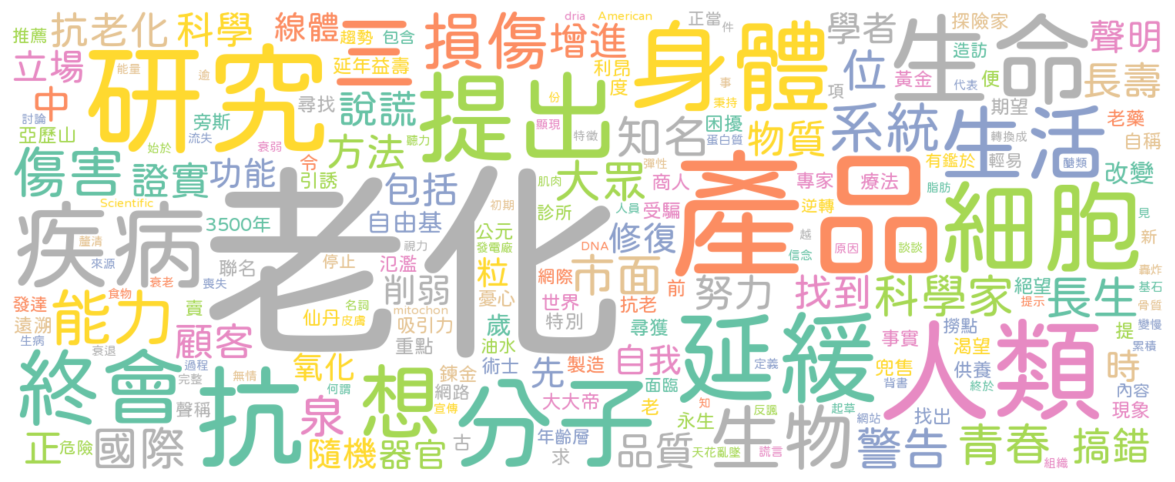 推薦 抗老化 科學 線體 趨勢 包含 dria American 正當 件 學者 探險家
立場 能量 逾 延年益壽 損傷 增進 利昂 度 身體 事 秉持 項 位 黃金 造訪 便 代表 生命 聲明
中 研究 三 尋找 提出 份 長壽
討論 亞歷山 流失 旁斯 始於 衰弱 說謊 聽力 顯現 特徵 知名 困擾 蛋白質 物質 系統 期望 轉換成 生活 老藥 自稱
傷害 證實 功能 令 引誘 方法 彈性 大眾 有鑑於 輕易 醣類 改變
Scientific 3500年 包括 自由基 肌肉 初期 診所 人員 商人 受騙 專家 逆轉 產品 療法 原因 談談 脂肪 細胞 見 新
疾病 釐清 來源 衰老 喪失 聯名 停止 老化 視力 氾濫 公元 發電廠 DNA 修復 越 信念 轟炸 基石
發達 食物 能力 賣 仙丹 皮膚 名詞 mitochon 削弱 粒 憂心 網際 市面 抗老 前 努力 找到 科學家 絕望 提示 長生 骨質
遠溯 生病 衰退 顧客 重點 吸引力 歲 油水 世界 特別 尋獲 延緩 事實 撈點 渴望 提 變慢 累積
終會 過程 完整 無情 氧化 何謂 抗 想 鍊金 術士 先 製造 自我 面臨 定義 兜售 背書 供養 終於 人類 時 內容
聲稱 泉 網路 宣傳 分子 大大帝 老 知 永生 反諷 起草 生物 網站 找出 現象
正 危險 國際 隨機 器官 古 年齡層 求 品質 天花亂墜 謊言 警告 青春 組織 搞錯